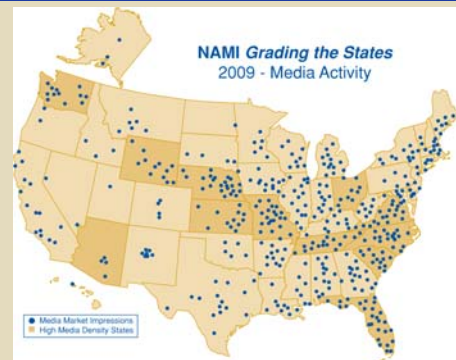 NAMI Grading the States
2009 - Media Activity
Media Market Impressions
High Media Density States